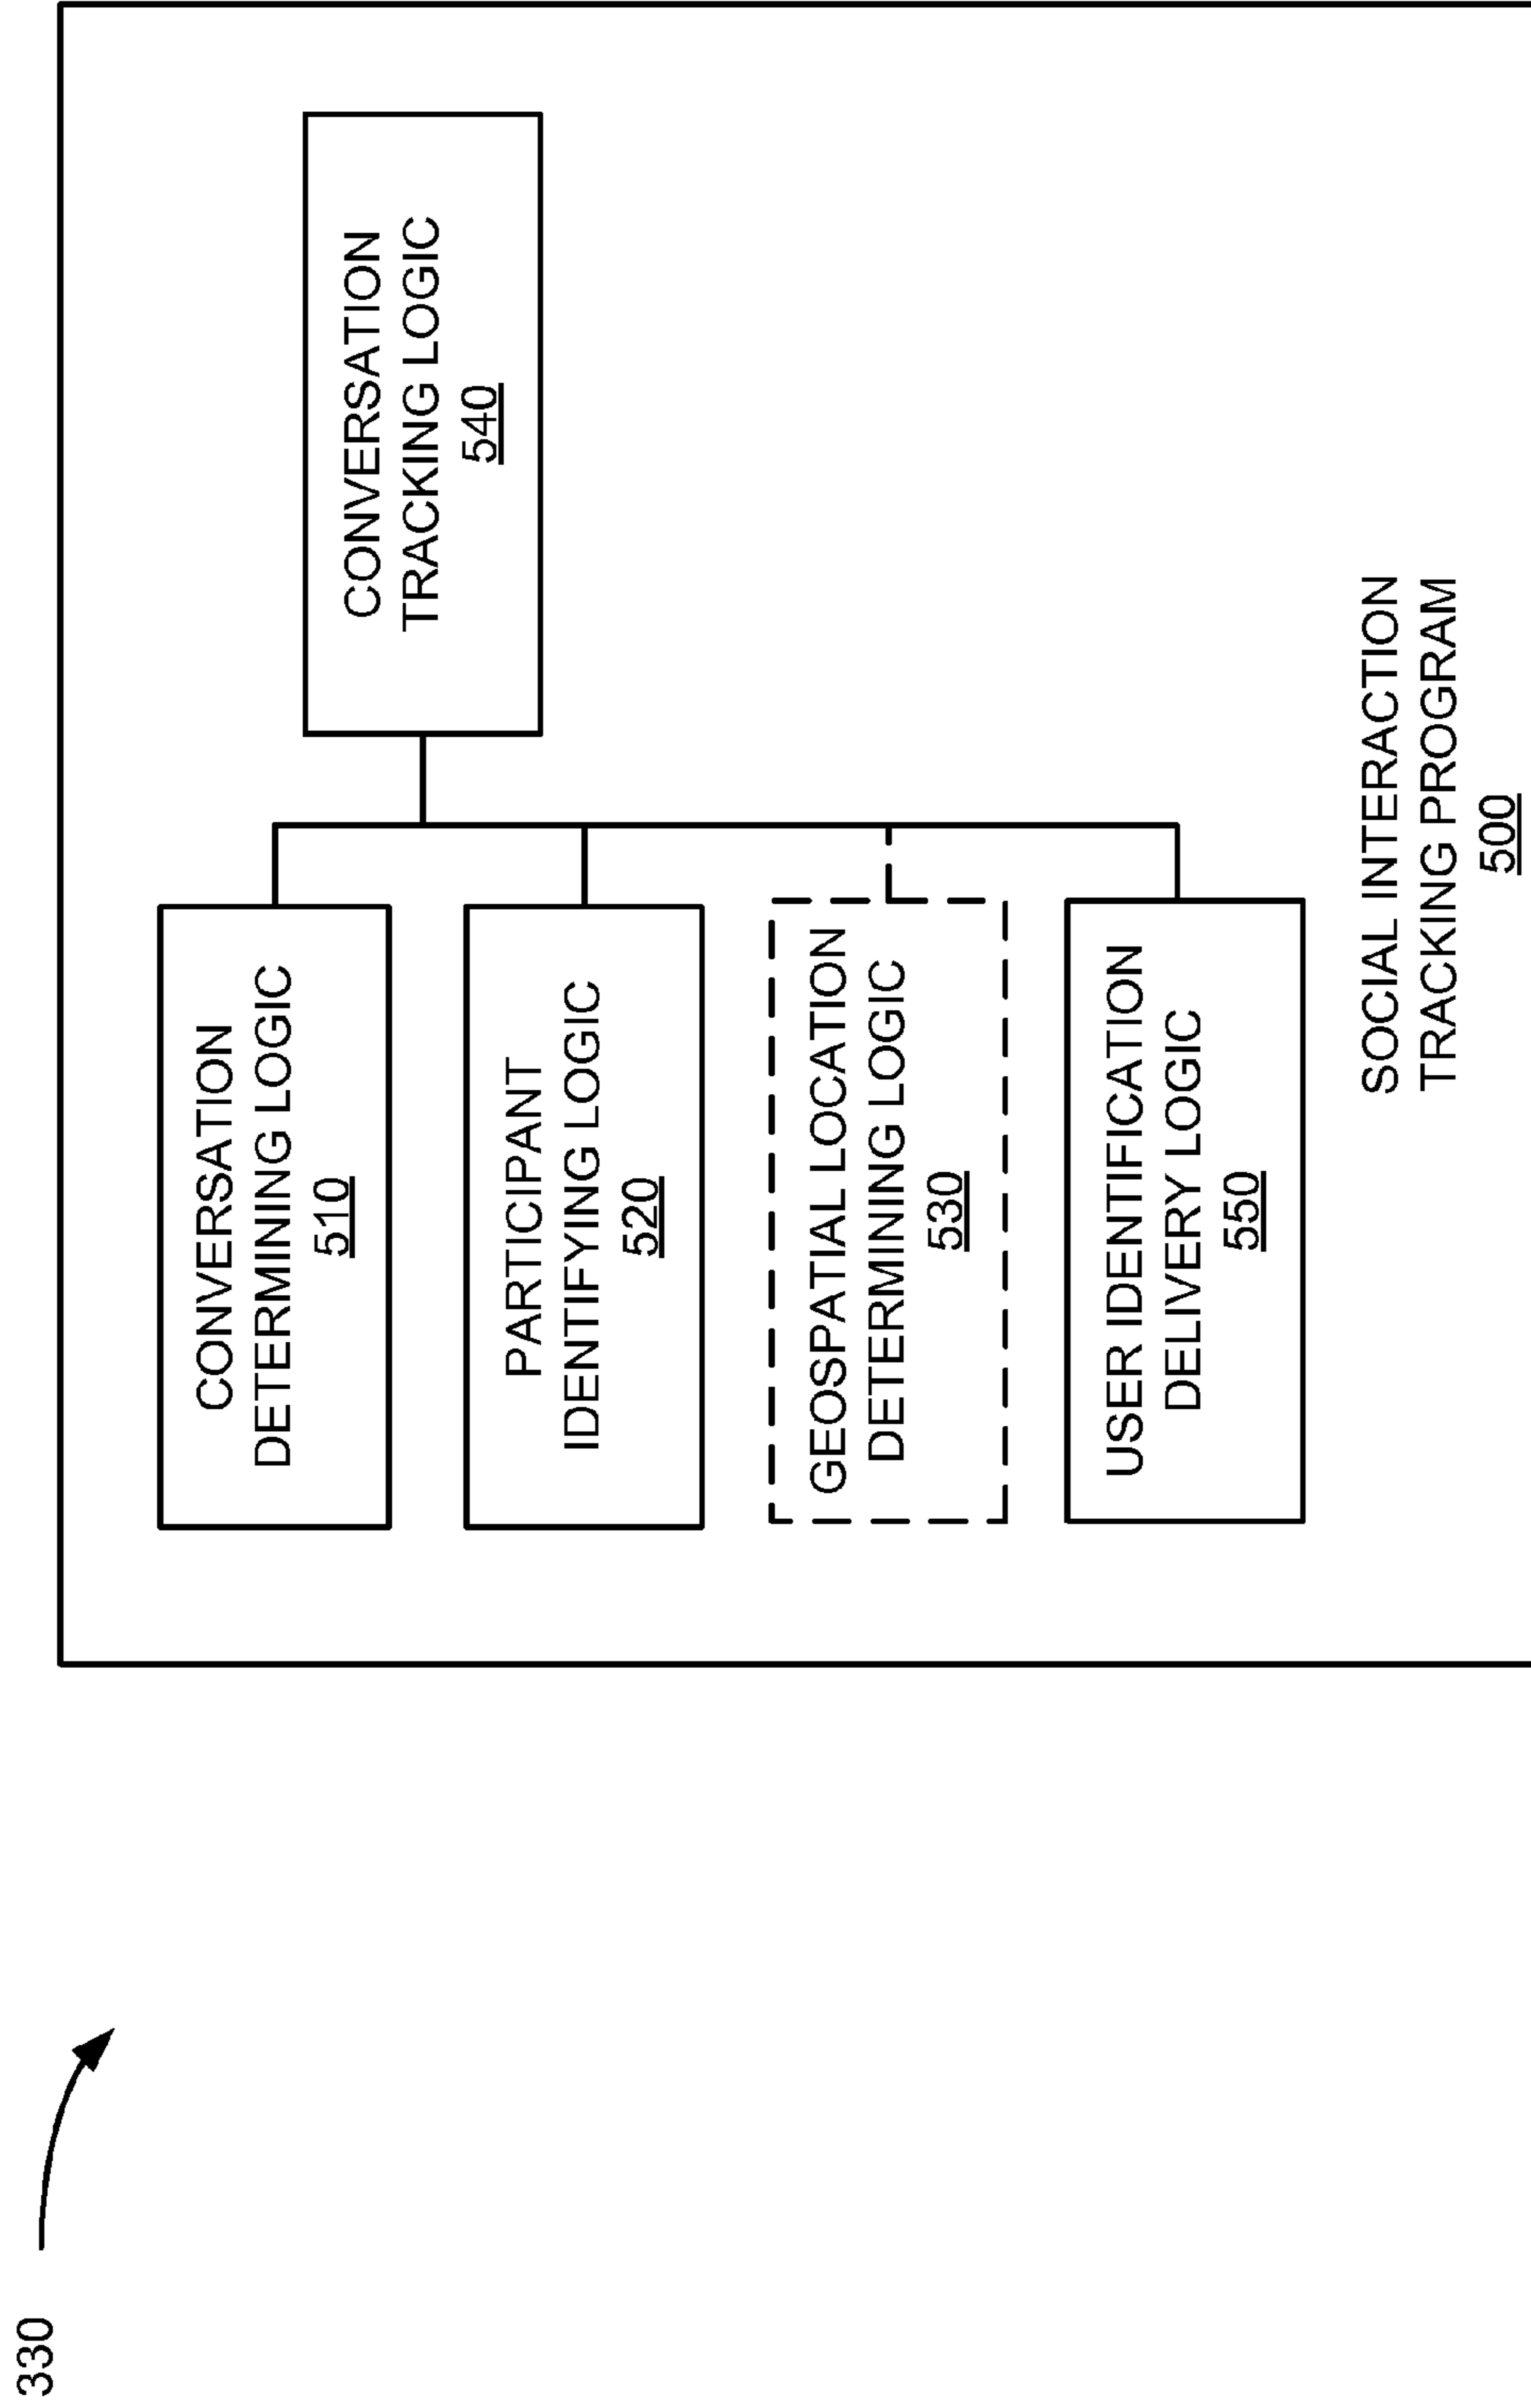 330
CONVERSATION
DETERMINING LOGIC
510
PARTICIPANT
IDENTIFYING LOGIC
520
GEOSPATIAL LOCATION
DETERMINING LOGIC
530
USER IDENTIFICATION
DELIVERY LOGIC
550
CONVERSATION
TRACKING LOGIC
540
SOCIAL INTERACTION
TRACKING PROGRAM
500